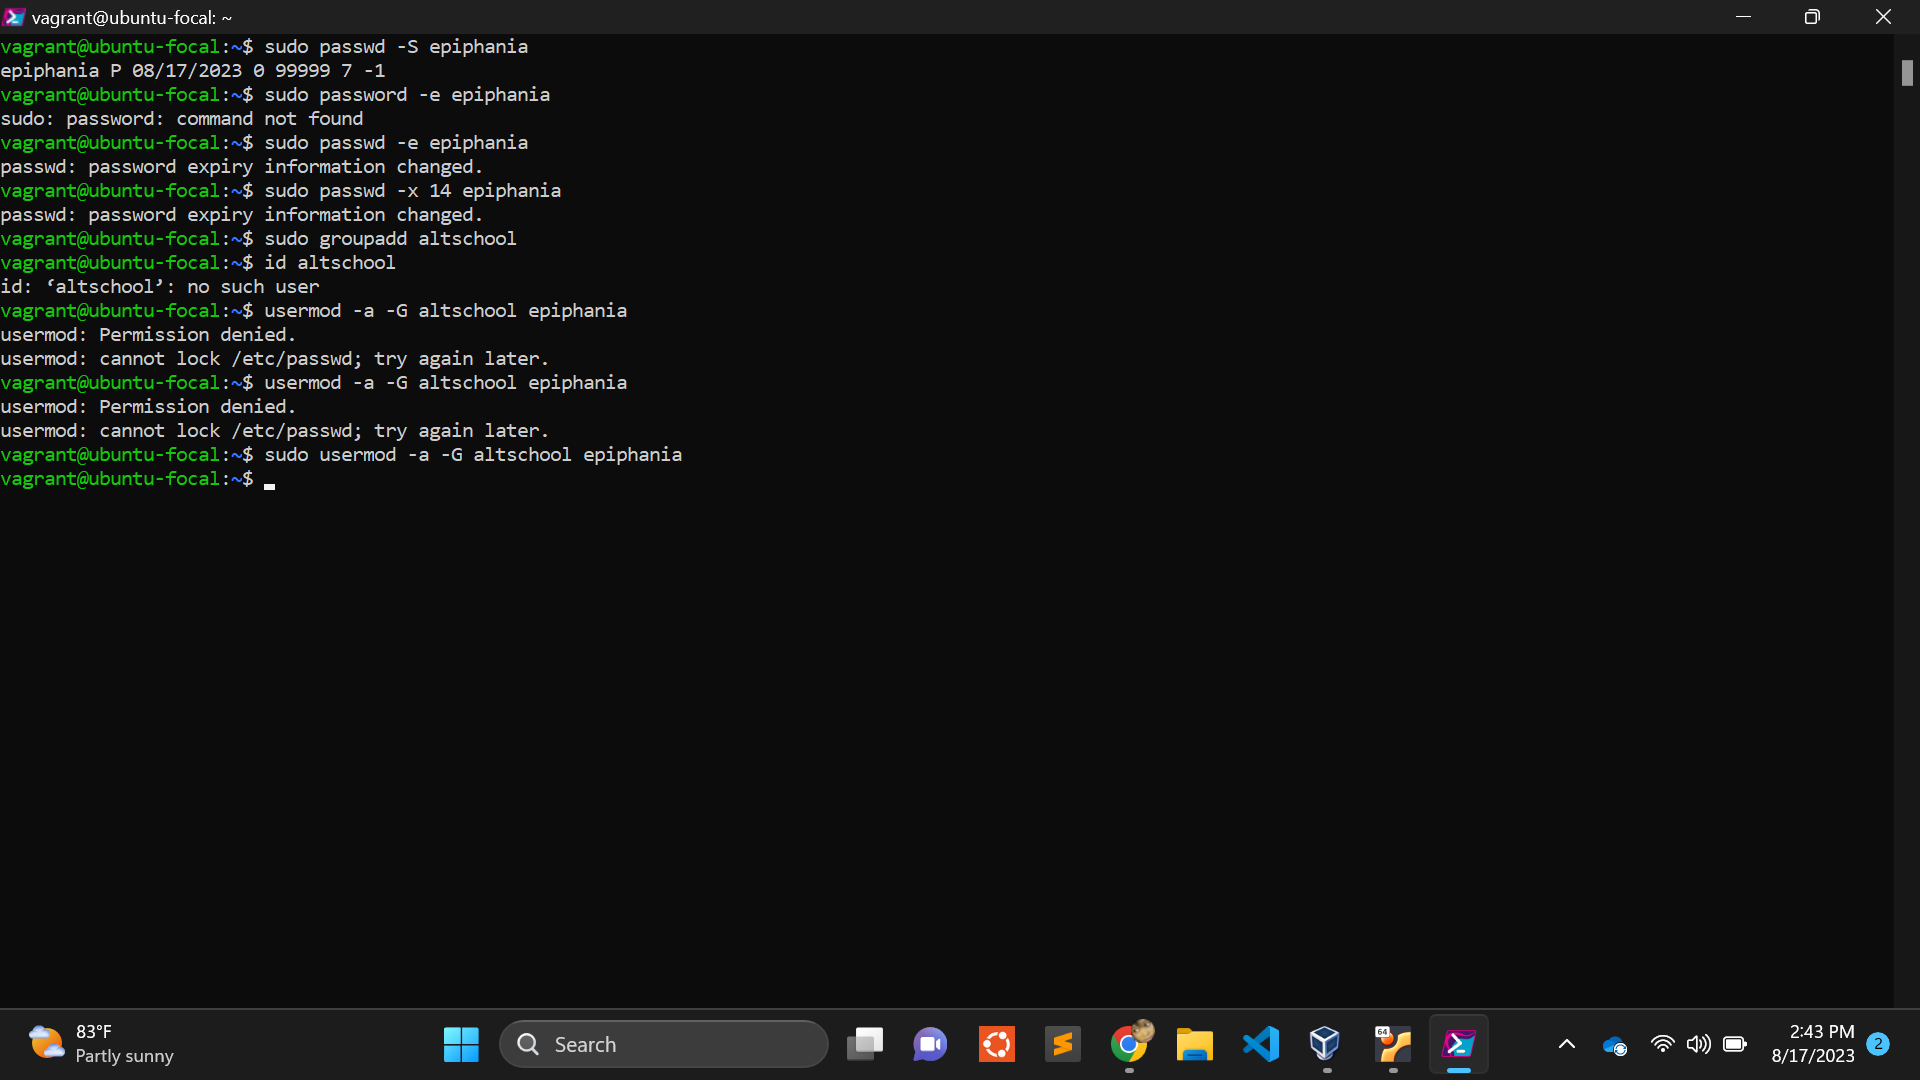 vagrant@ubuntu-focal: ~
vagrant@ubuntu-focal:~$ sudo passwd -S epiphania
epiphania P 08/17/2023 0 99999 7 -1
vagrant@ubuntu-focal:~$ sudo password -e epiphania
sudo: password: command not found
vagrant@ubuntu-focal:~$ sudo passwd -e epiphania
passwd: password expiry information changed.
vagrant@ubuntu-focal:~$ sudo passwd -x 14 epiphania
passwd: password expiry information changed.
vagrant@ubuntu-focal:~$ sudo groupadd altschool
vagrant@ubuntu-focal:~$ id altschool
id: ‘altschool’: no such user
vagrant@ubuntu-focal:~$ usermod -a -G altschool epiphania
usermod: Permission denied.
usermod: cannot lock /etc/passwd; try again later.
vagrant@ubuntu-focal:~$ usermod -a -G altschool epiphania
usermod: Permission denied.
usermod: cannot lock /etc/passwd; try again later.
vagrant@ubuntu-focal:~$ sudo usermod -a -G altschool epiphania
vagrant@ubuntu-focal:~$
83°F
Partly sunny
Search
64
2:43 PM
8/17/2023
2